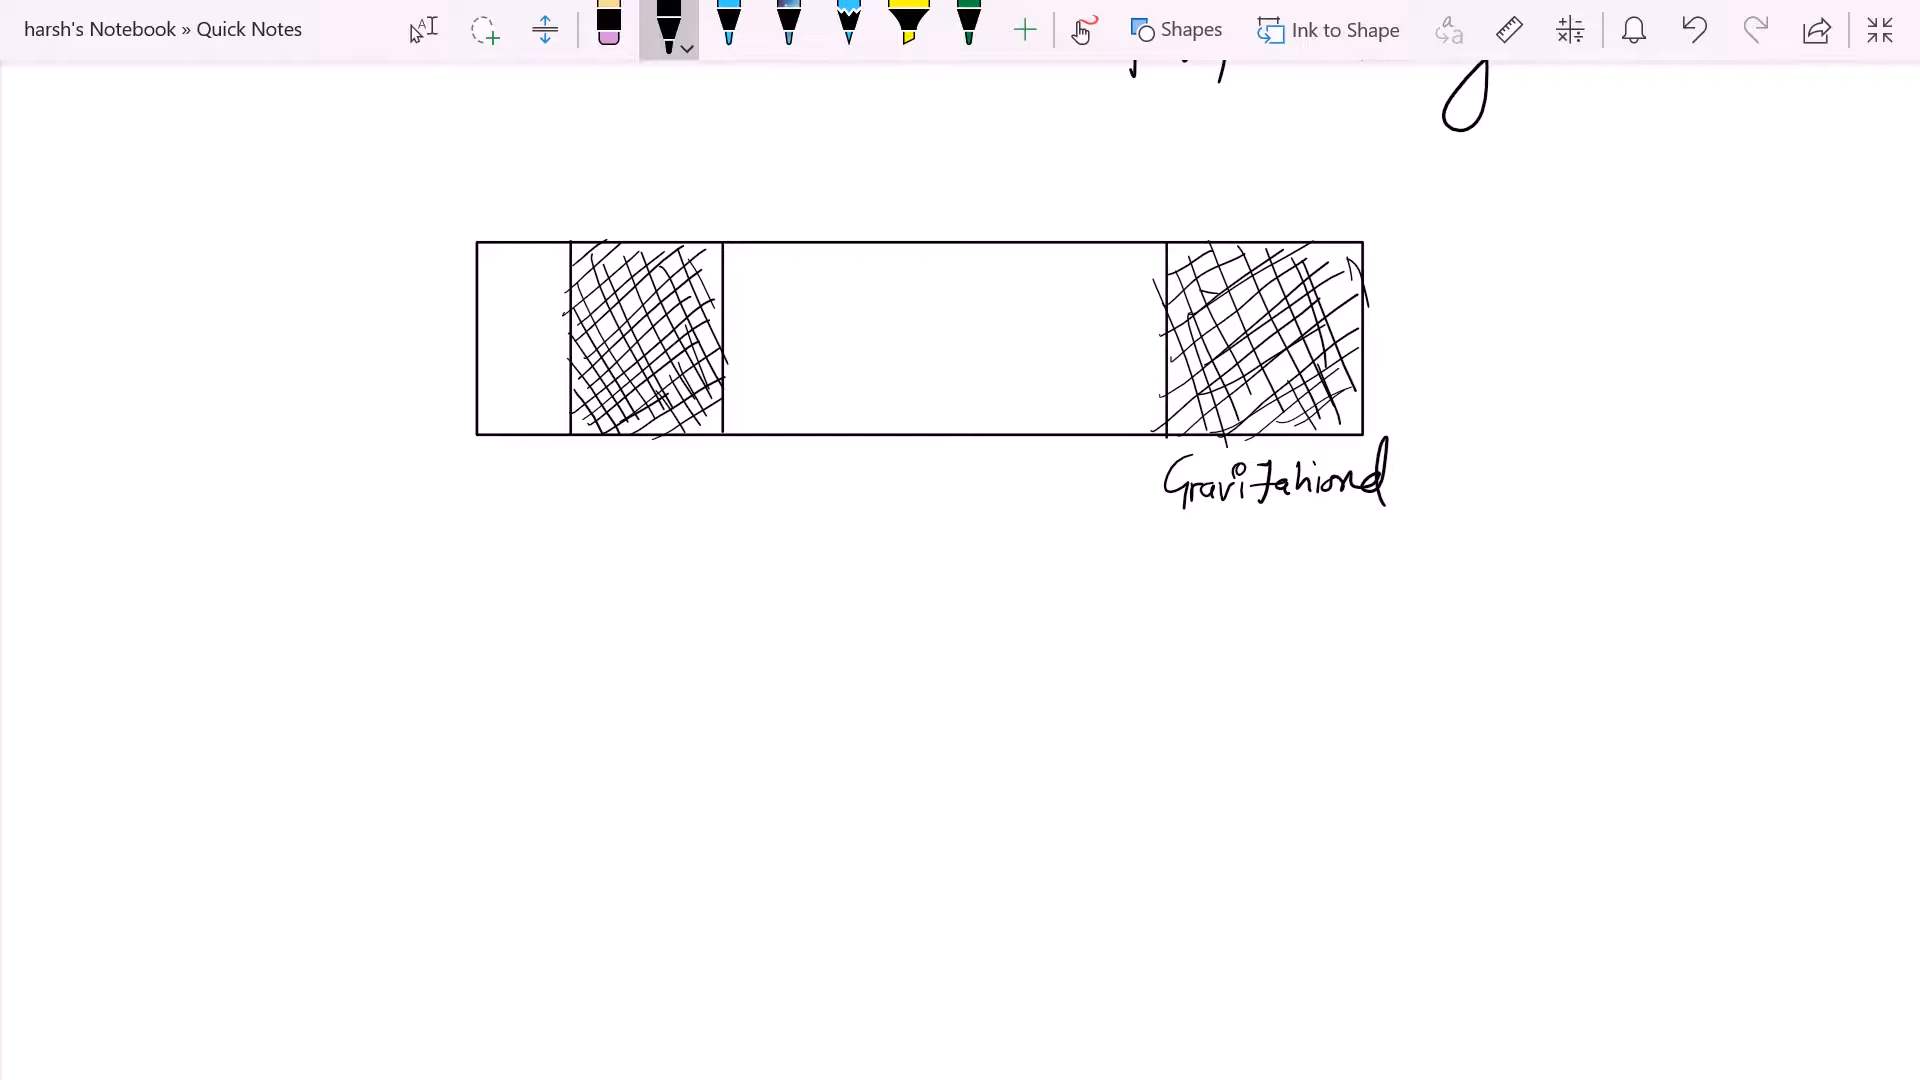 harsh's Notebook » Quick Notes
Shapes
Ink to Shape
Gravitational